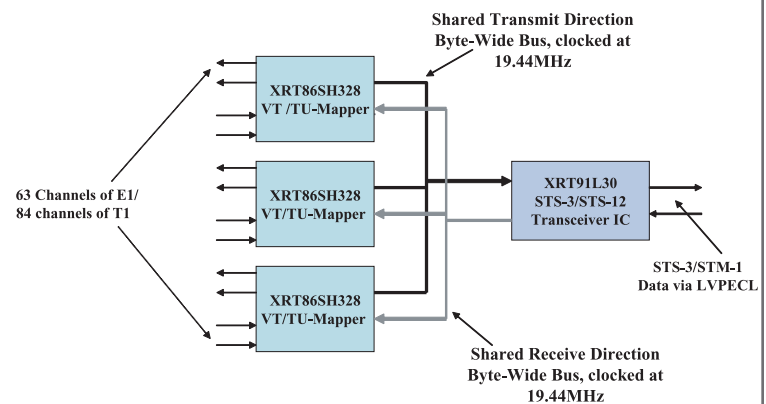 Shared Transmit Direction
Byte-Wide Bus, clocked at
19.44MHz
XRT86SH328
VT /TU-Mapper
63 Channels of E1/
84 channels of T1
XRT86SH328
VT/TU-Mapper
XRT91L30
STS-3/STS-12
Transceiver IC
XRT86SH328
VT/TU-Mapper
STS-3/STM-1
Data via LVPECL
Shared Receive Direction
Byte-Wide Bus, clocked at
19.44MHz